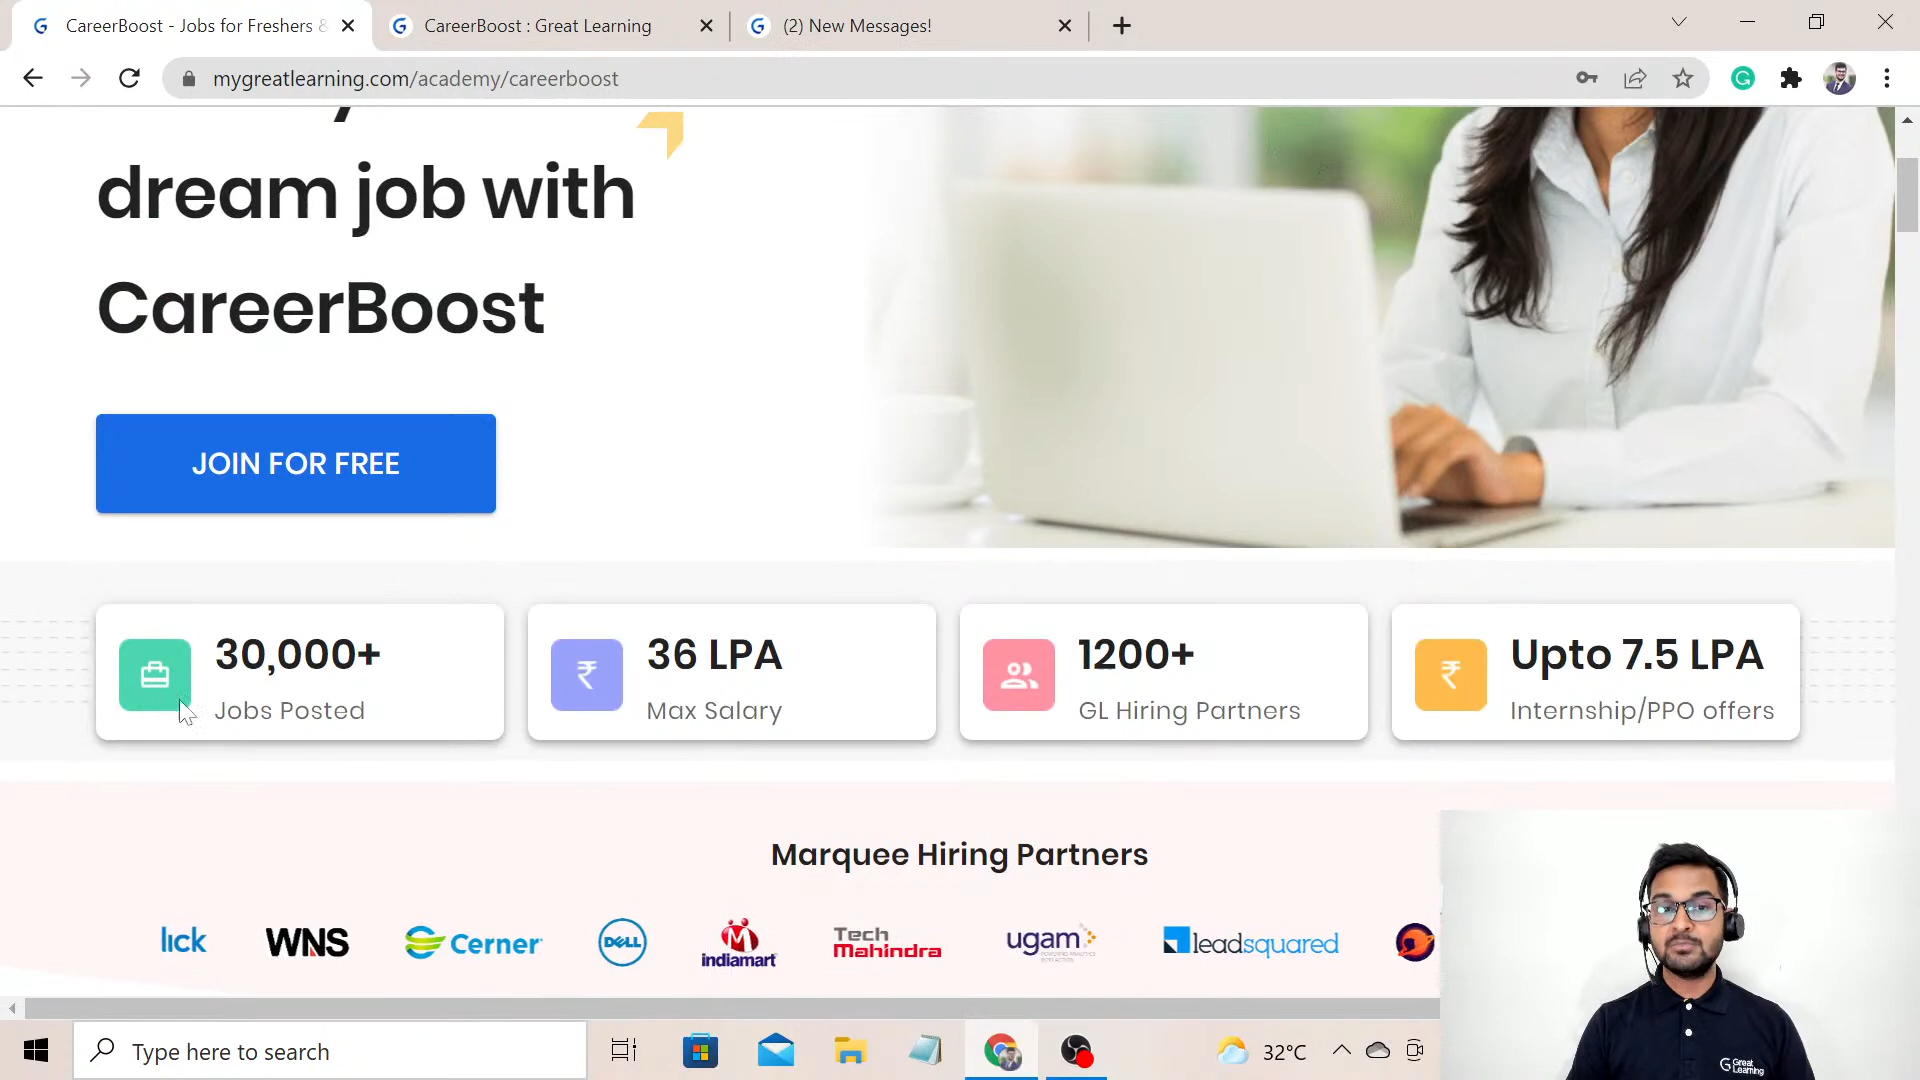 CareerBoost - Jobs for Freshers &
CareerBoost : Great Learning
(2) New Messages!
mygreatlearning.com/academy/careerboost
dream job with
CareerBoost
JOIN FOR FREE
30,000+
Jobs Posted
36 LPA
Max Salary
1200+
GL Hiring Partners
Upto 7.5 LPA
Internship/PPO offers
Marquee Hiring Partners
lick
WNS
Cerner
DELL
indiamart
Tech
Mahindra
ugam
leadsquared
Type here to search
32°C
Great
Learning